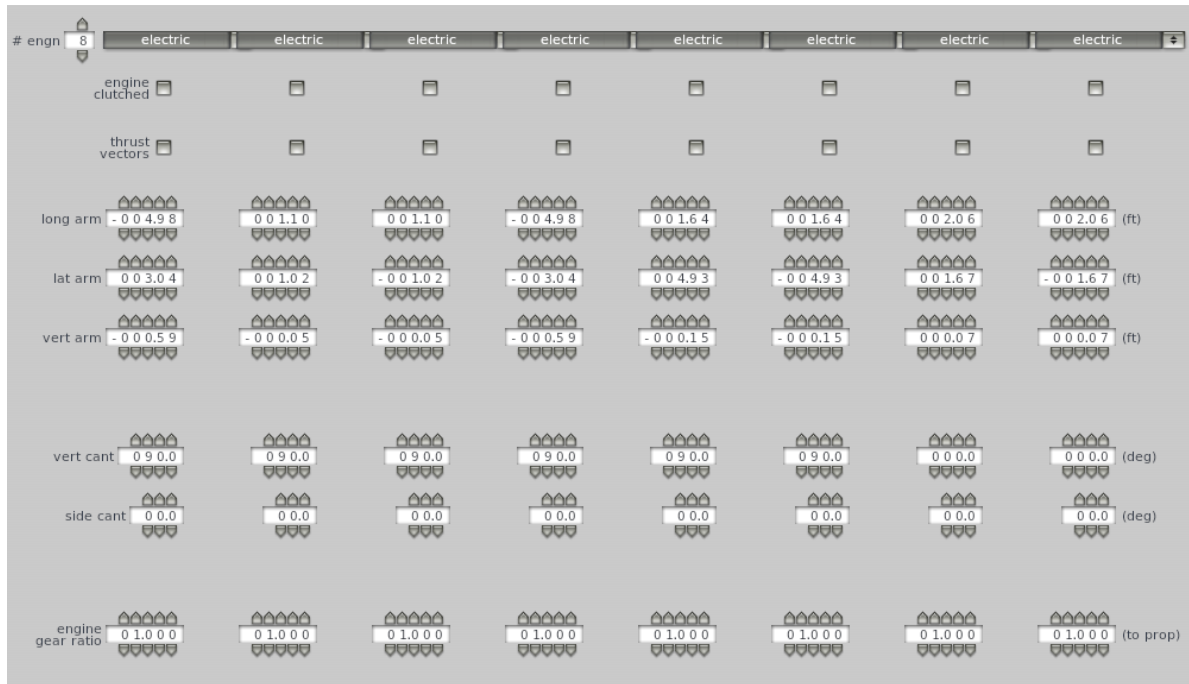 # engn 8 electric electric electric electric electric electric electric electric
engine
clutched
thrust
vectors
long arm -004.98 001.10 001.10 -004.98 001.64 001.64 002.06 002.06 (ft)
lat arm 003.04 001.02 -001.02 -003.04 004.93 -004.93 001.67 -001.67 (ft)
vert arm -000.59 -000.05 -000.05 -000.59 -000.15 -000.15 000.07 000.07 (ft)
vert cant 090.0 090.0 090.0 090.0 090.0 090.0 000.0 000.0 (deg)
side cant 00.0 00.0 00.0 00.0 00.0 00.0 00.0 00.0 (deg)
engine
gear ratio 01.000 01.000 01.000 01.000 01.000 01.000 01.000 01.000 (to prop)